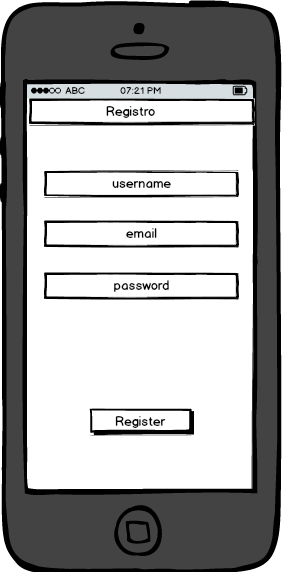 ABC 07:21 PM
Registro
username
email
password
Register